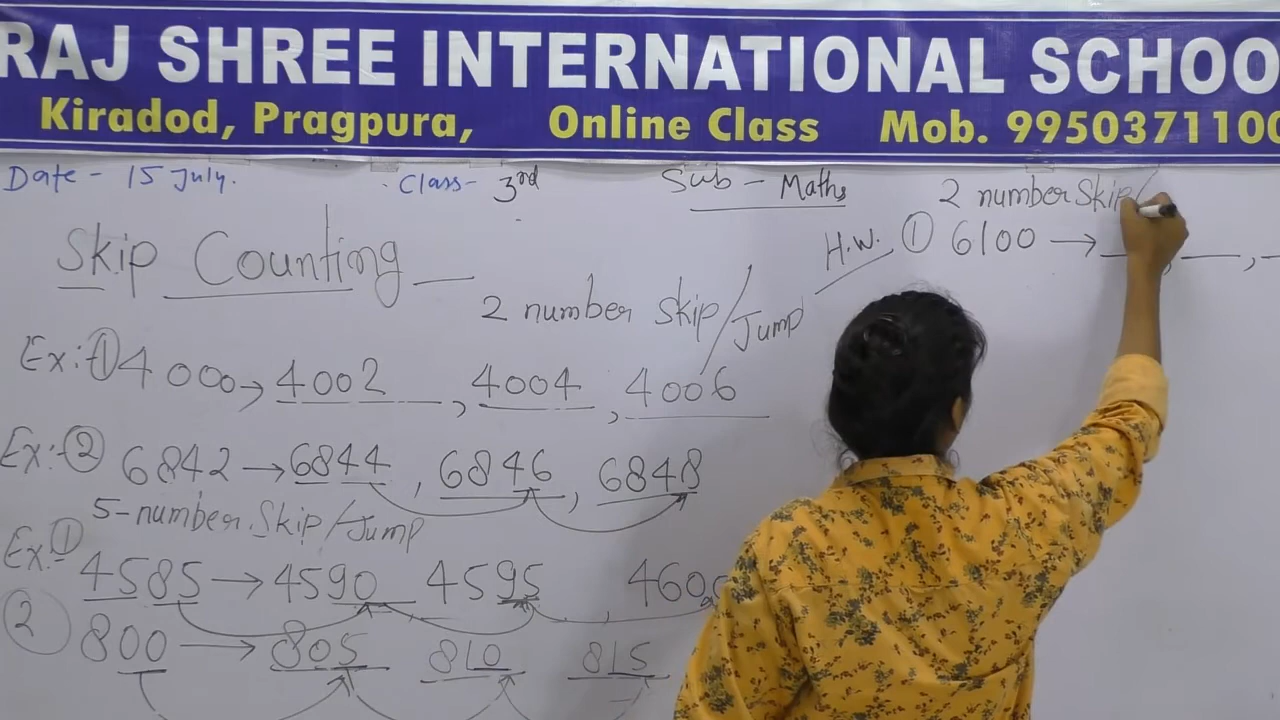 RAJ SHREE INTERNATIONAL SCHOO
Kiradod, Pragpura, Online Class Mob. 9950371100
Date - 15 July. Class - 3rd Sub - Maths
Skip Counting
2 number Skip/Jump
Ex:-① 4000→ 4002, 4004, 4006
Ex:-② 6842 → 6844, 6846, 6848
5-number Skip/Jump
Ex:-① 4585 → 4590 4595, 460
② 800 → 805 810 815
2 number Skip/
H.W. ① 6100 → __, __, _